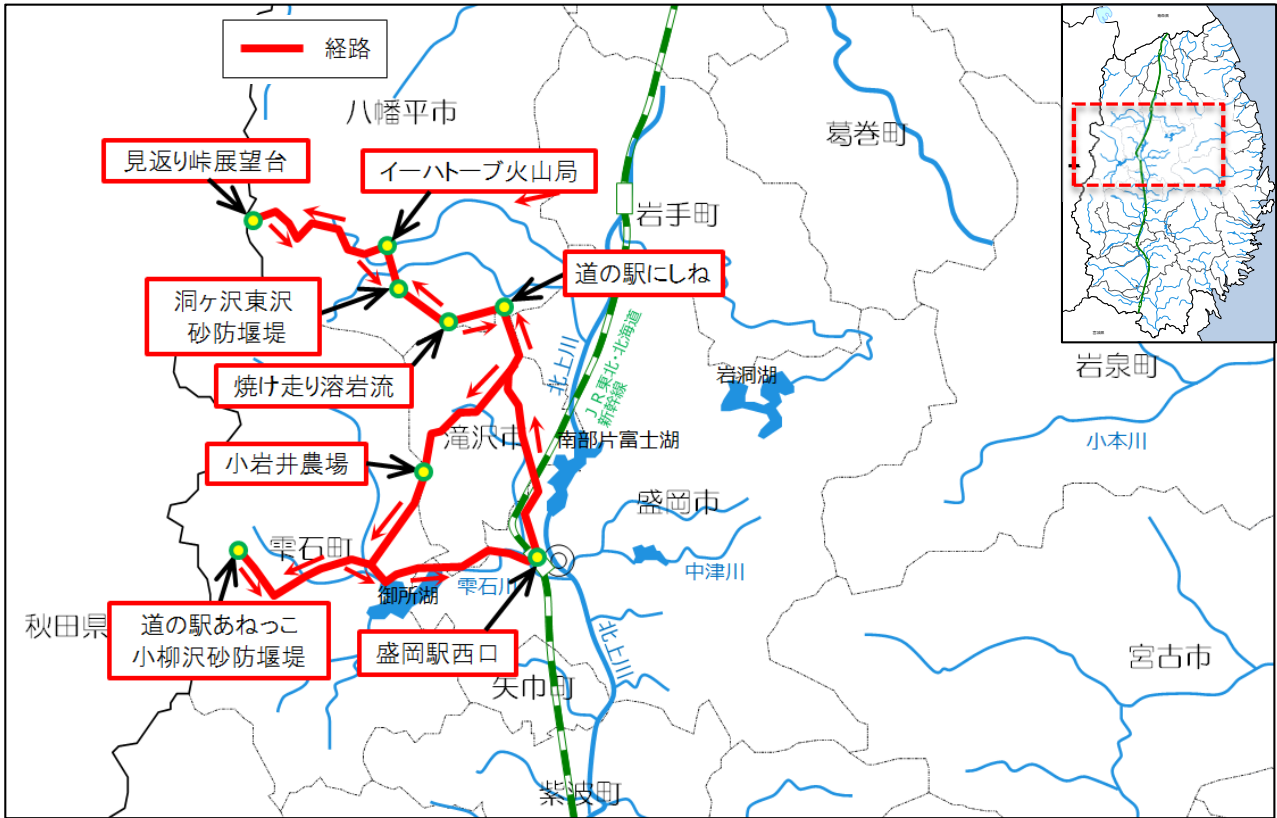 経路
八幡平市
葛巻町
見返り峠展望台
イーハトーブ火山局
岩手町
道の駅にしね
洞ヶ沢東沢
砂防堰堤
北上川
JR東北・北海道
新幹線
岩洞湖
岩泉町
焼け走り溶岩流
滝沢市
南部片富士湖
小本川
小岩井農場
盛岡市
雫石町
中津川
御所湖
雫石川
秋田県
道の駅あねっこ
小柳沢砂防堰堤
盛岡駅西口
北上川
宮古市
矢巾町
紫波町